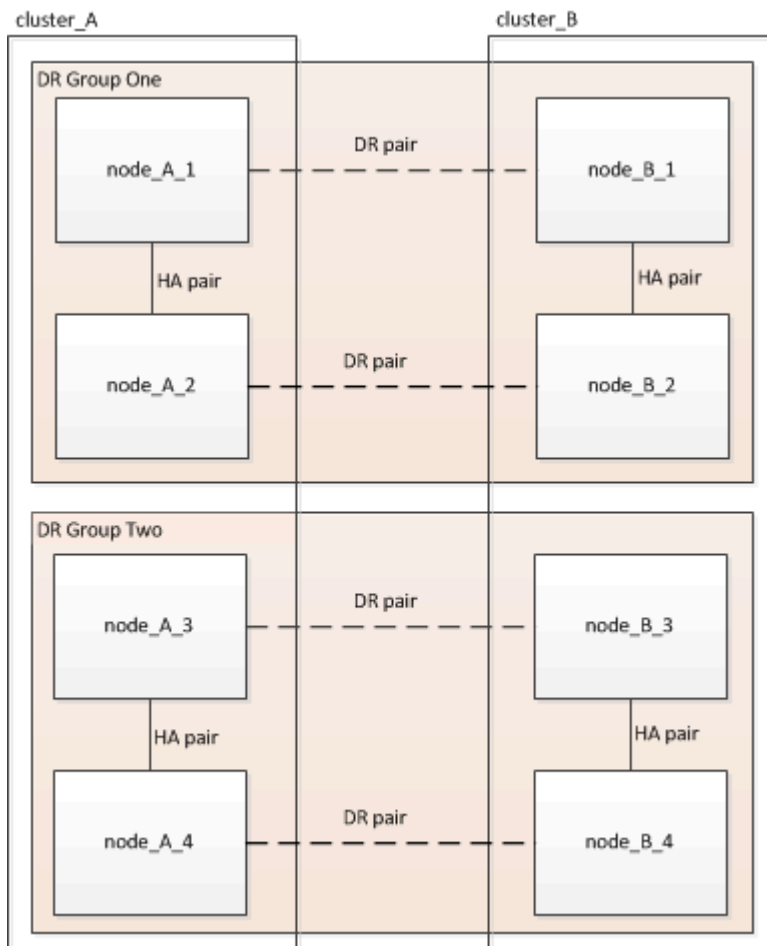 cluster_A
cluster_B
DR Group One
node_A_1
DR pair
node_B_1
HA pair
HA pair
node_A_2
DR pair
node_B_2
DR Group Two
node_A_3
DR pair
node_B_3
HA pair
HA pair
node_A_4
DR pair
node_B_4